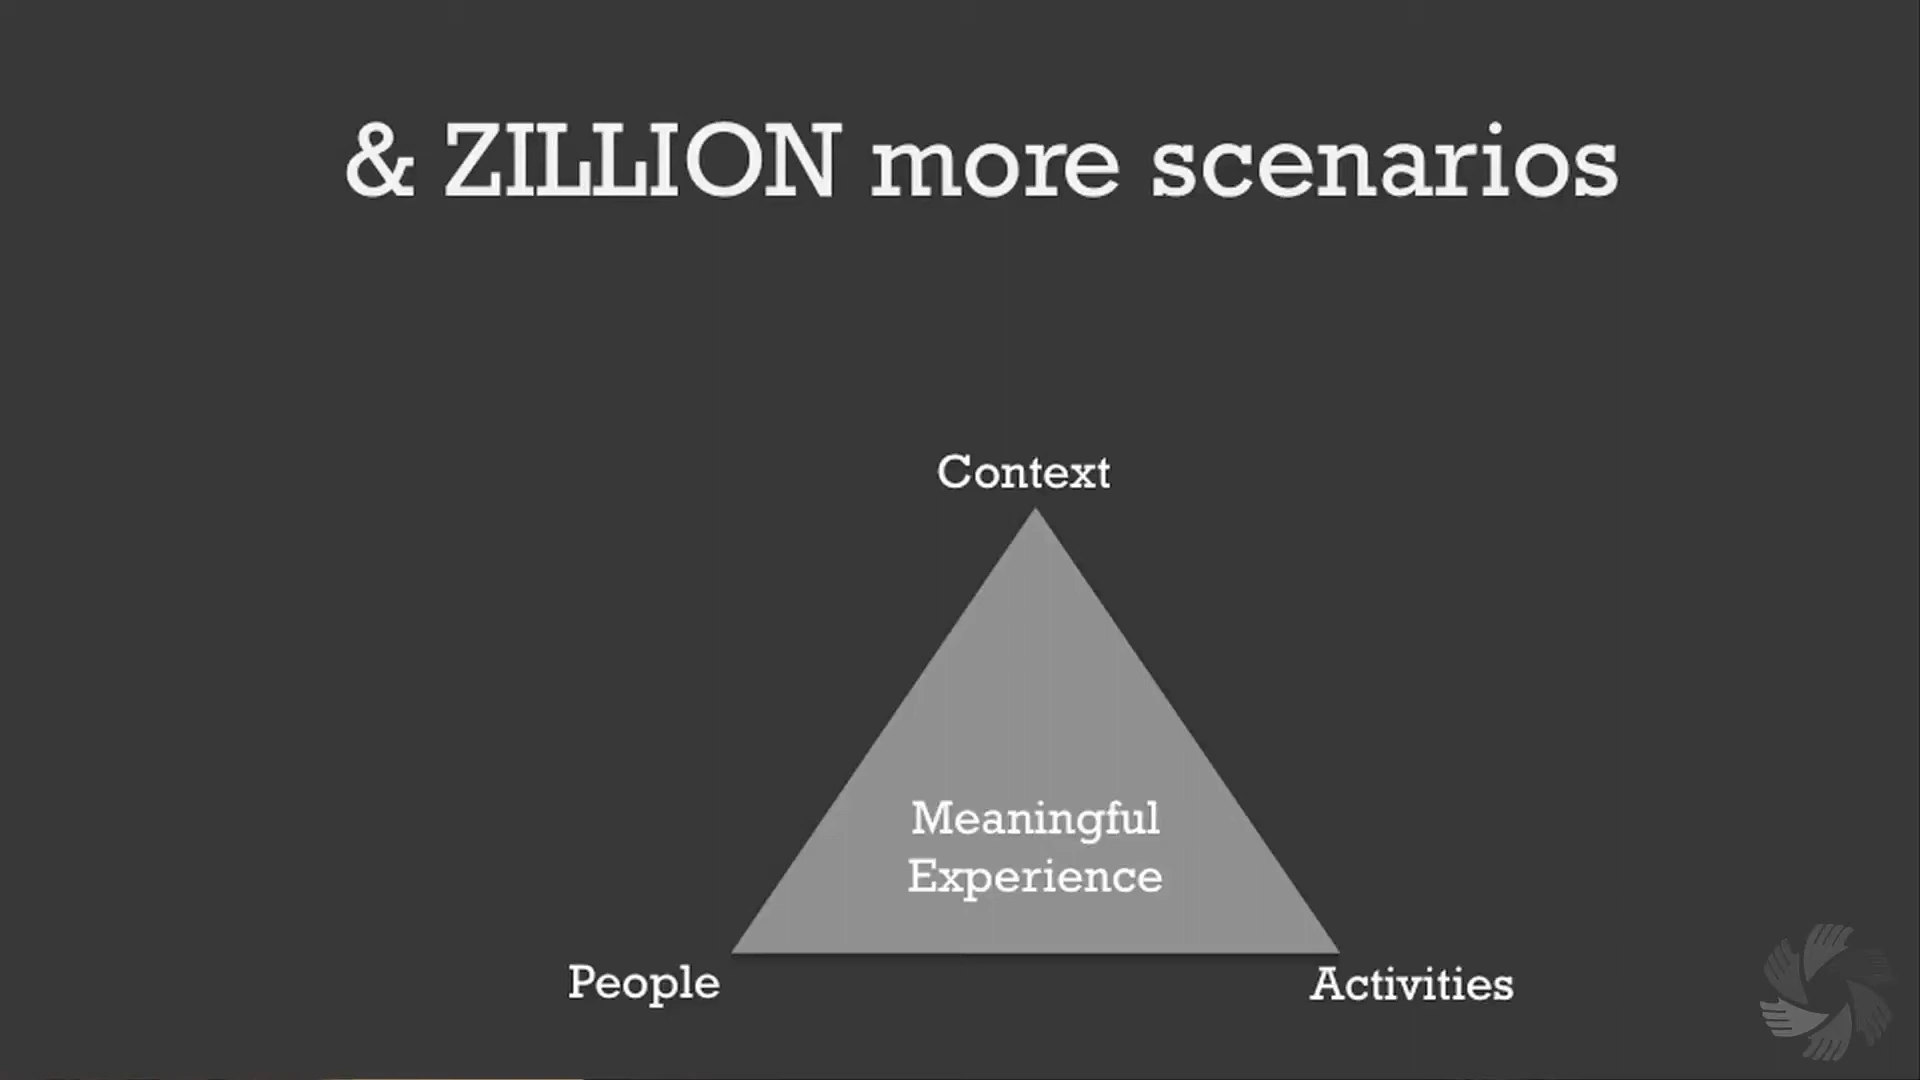 & ZILLION more scenarios
Context
Meaningful
Experience
People
Activities